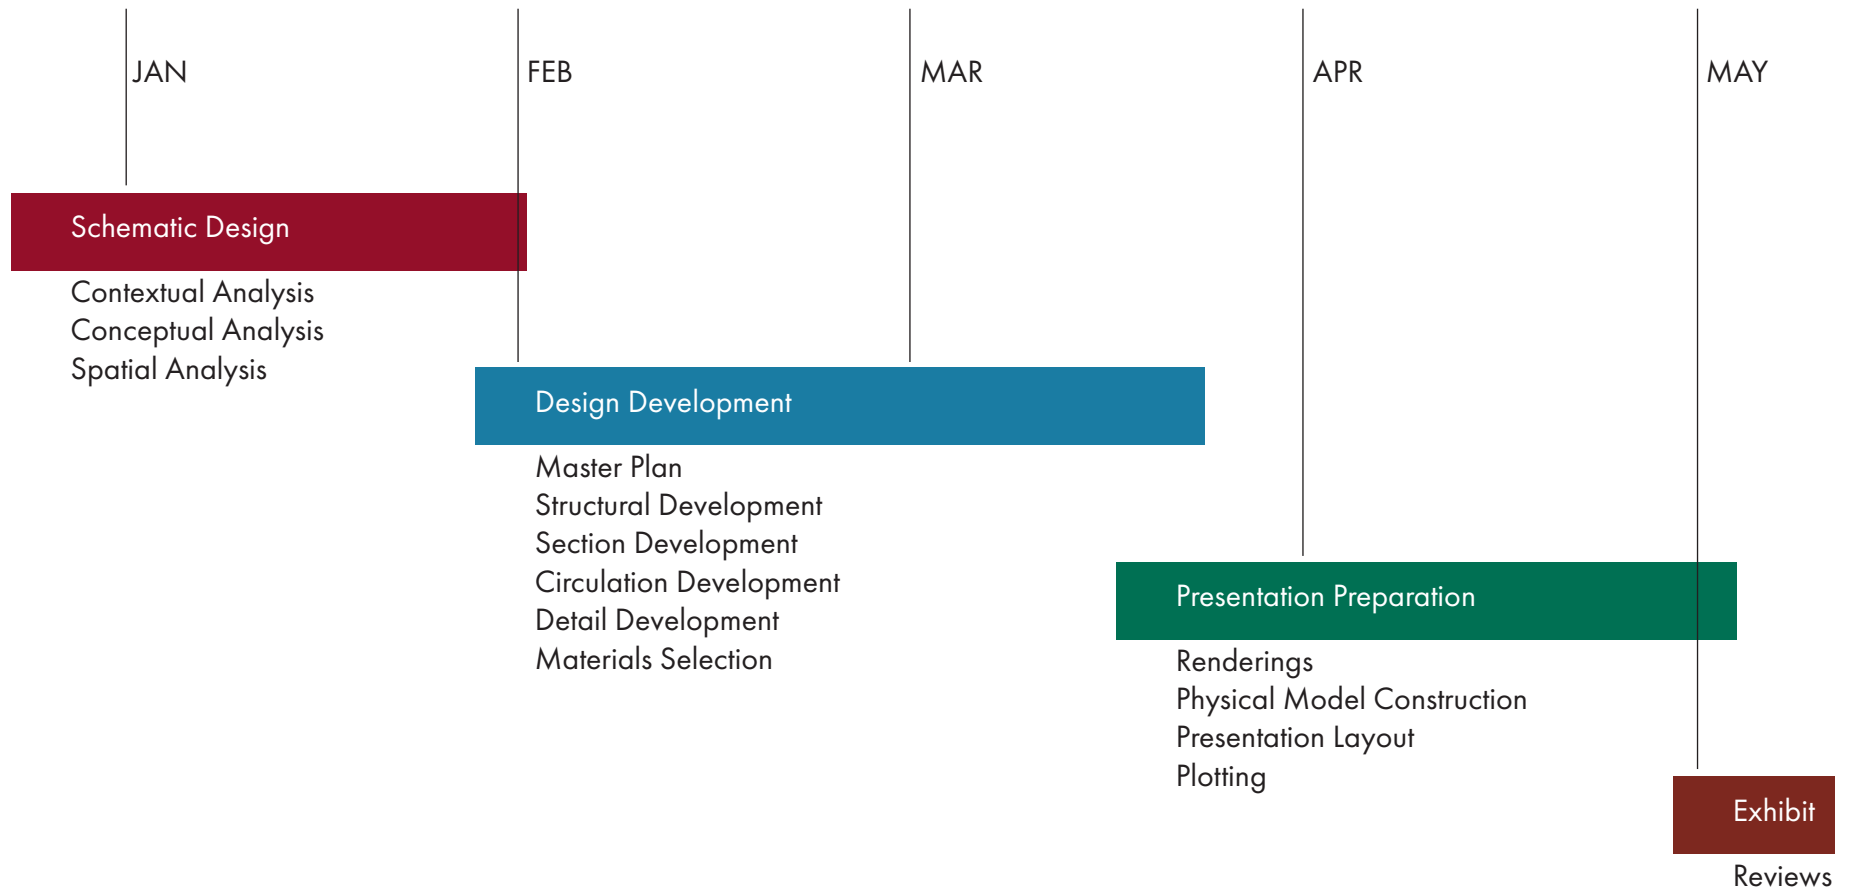 JAN
FEB
MAR
APR
MAY
Schematic Design
Contextual Analysis
Conceptual Analysis
Spatial Analysis
Design Development
Master Plan
Structural Development
Section Development
Circulation Development
Detail Development
Materials Selection
Presentation Preparation
Renderings
Physical Model Construction
Presentation Layout
Plotting
Exhibit
Reviews